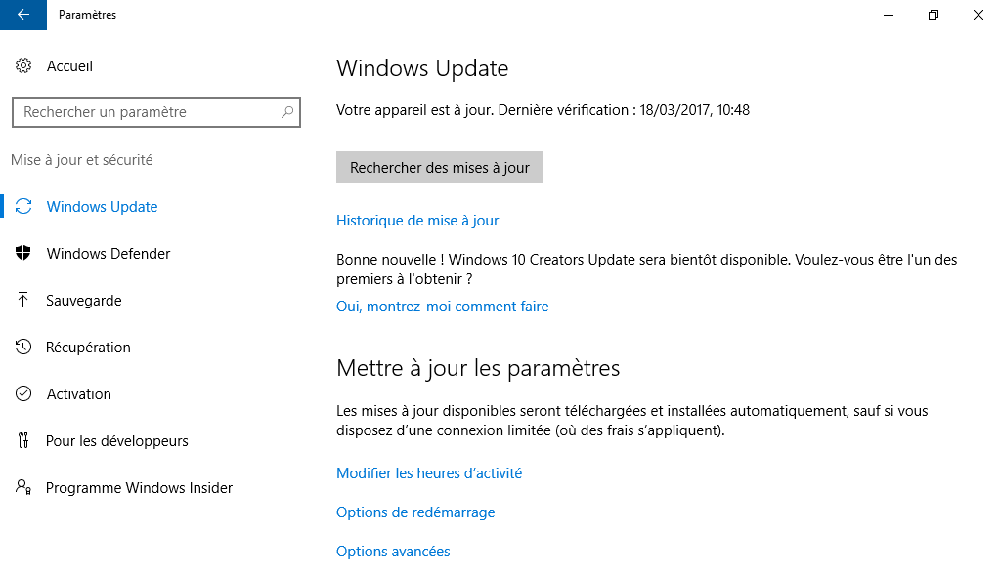 Paramètres
Accueil
Rechercher un paramètre
Mise à jour et sécurité
Windows Update
Windows Defender
Sauvegarde
Récupération
Activation
Pour les développeurs
Programme Windows Insider
Windows Update
Votre appareil est à jour. Dernière vérification : 18/03/2017, 10:48
Rechercher des mises à jour
Historique de mise à jour
Bonne nouvelle ! Windows 10 Creators Update sera bientôt disponible. Voulez-vous être l'un des
premiers à l'obtenir ?
Oui, montrez-moi comment faire
Mettre à jour les paramètres
Les mises à jour disponibles seront téléchargées et installées automatiquement, sauf si vous
disposez d’une connexion limitée (où des frais s’appliquent).
Modifier les heures d’activité
Options de redémarrage
Options avancées